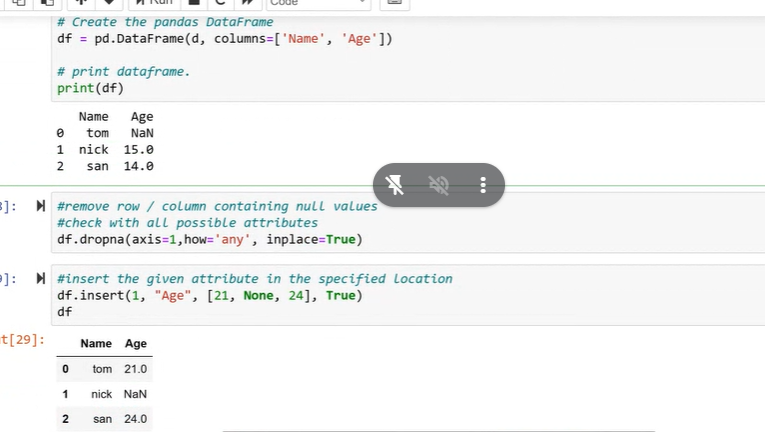 Run
Code
# Create the pandas DataFrame
df = pd.DataFrame(d, columns=['Name', 'Age'])
# print dataframe.
print(df)
Name Age
0 tom NaN
1 nick 15.0
2 san 14.0
]:
#remove row / column containing null values
#check with all possible attributes
df.dropna(axis=1,how='any', inplace=True)
]:
#insert the given attribute in the specified location
df.insert(1, "Age", [21, None, 24], True)
df
t[29]:
Name Age
0 tom 21.0
1 nick NaN
2 san 24.0